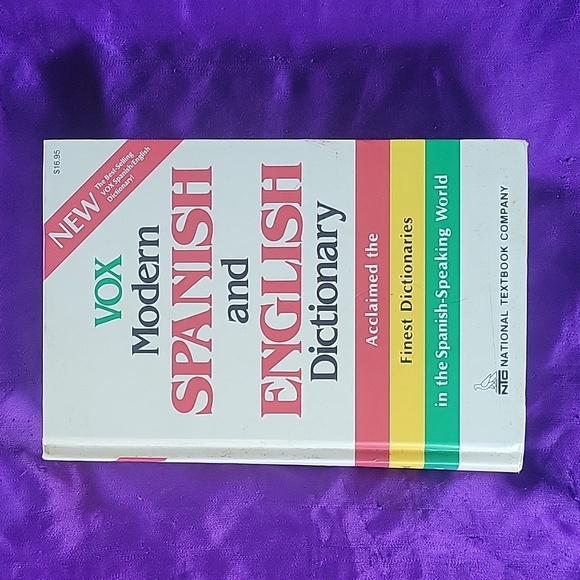 $16.95
NEW
The Best-Selling
VOX Spanish/English
Dictionary!
VOX
Modern
SPANISH
and
ENGLISH
Dictionary
Acclaimed the
Finest Dictionaries
in the Spanish-Speaking World
NTC NATIONAL TEXTBOOK COMPANY